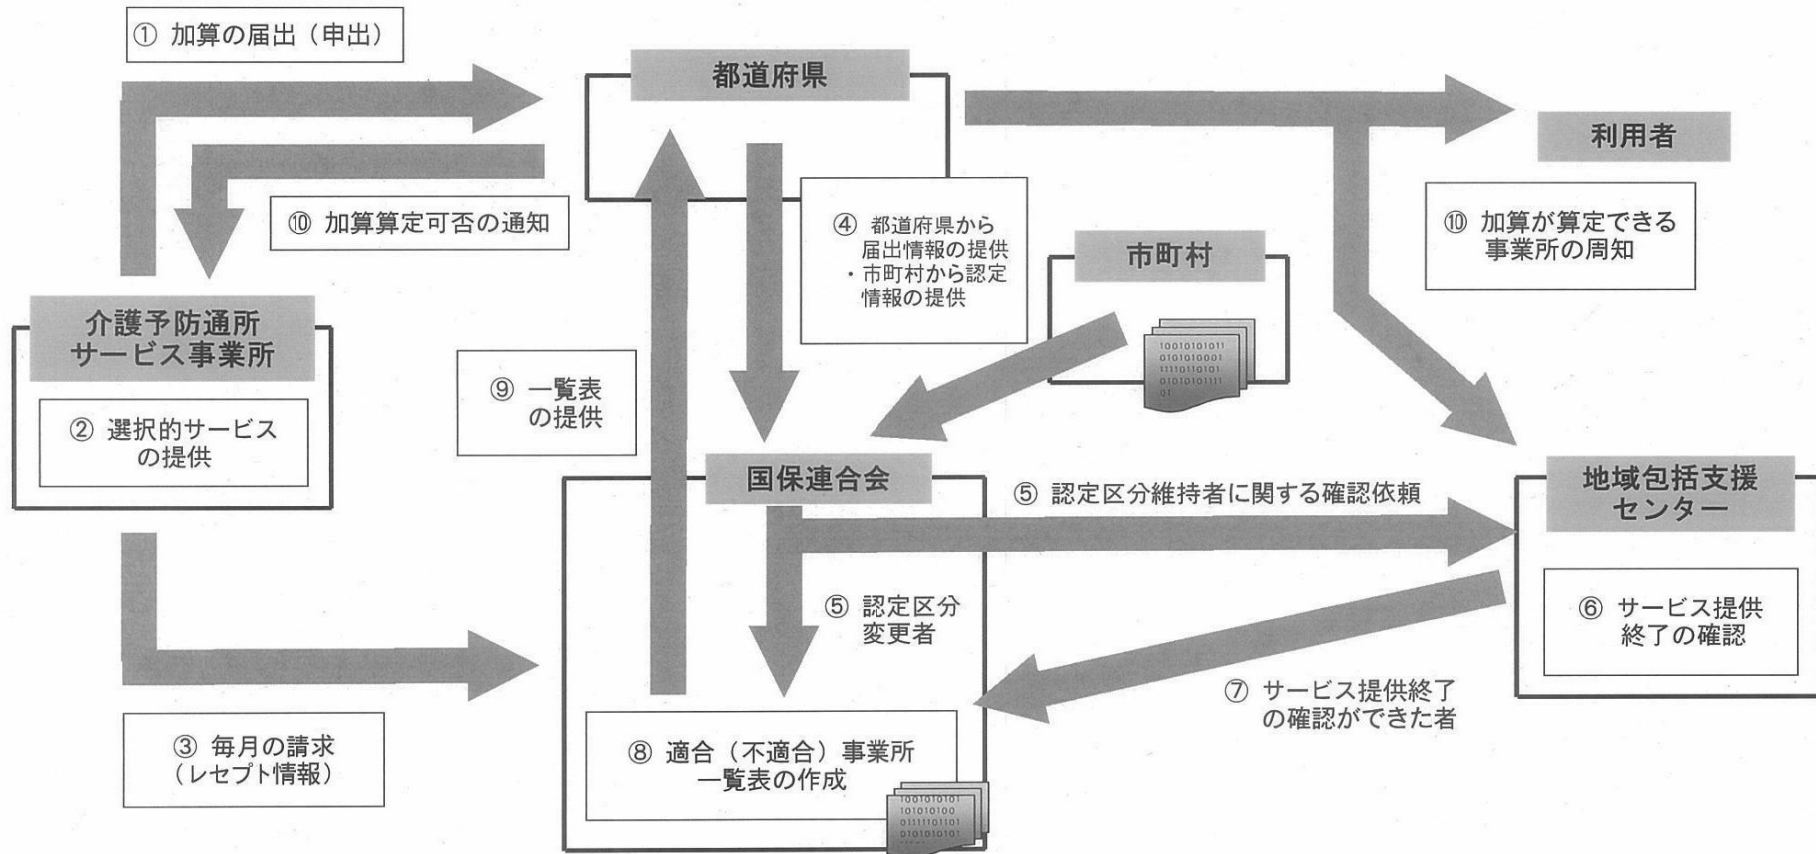 ① 加算の届出（申出）
都道府県
利用者
⑩ 加算算定可否の通知
④ 都道府県から
届出情報の提供
・市町村から認定
情報の提供
市町村
⑩ 加算が算定できる
事業所の周知
介護予防通所
サービス事業所
② 選択的サービス
の提供
⑨ 一覧表
の提供
10010101011
0101010001
11110110101
01010101111
01
国保連合会
⑤ 認定区分維持者に関する確認依頼
地域包括支援
センター
⑤ 認定区分
変更者
⑥ サービス提供
終了の確認
⑦ サービス提供終了
の確認ができた者
③ 毎月の請求
（レセプト情報）
⑧ 適合（不適合）事業所
一覧表の作成
1001010101
101010100
01111101101
0101010101